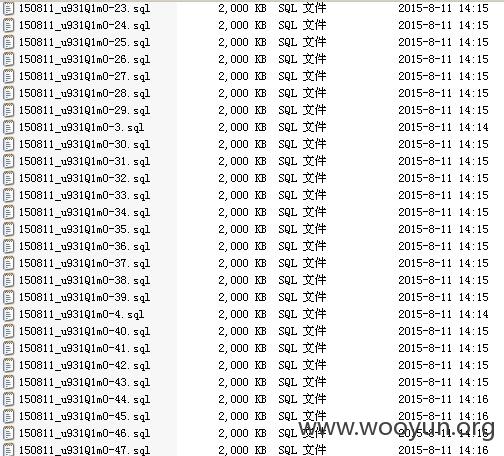 150811_u931Q1m0-23.sql 2,000 KB SQL 文件 2015-8-11 14:15
150811_u931Q1m0-24.sql 2,000 KB SQL 文件 2015-8-11 14:15
150811_u931Q1m0-25.sql 2,000 KB SQL 文件 2015-8-11 14:15
150811_u931Q1m0-26.sql 2,000 KB SQL 文件 2015-8-11 14:15
150811_u931Q1m0-27.sql 2,000 KB SQL 文件 2015-8-11 14:15
150811_u931Q1m0-28.sql 2,000 KB SQL 文件 2015-8-11 14:15
150811_u931Q1m0-29.sql 2,000 KB SQL 文件 2015-8-11 14:15
150811_u931Q1m0-3.sql 2,000 KB SQL 文件 2015-8-11 14:14
150811_u931Q1m0-30.sql 2,000 KB SQL 文件 2015-8-11 14:15
150811_u931Q1m0-31.sql 2,000 KB SQL 文件 2015-8-11 14:15
150811_u931Q1m0-32.sql 2,000 KB SQL 文件 2015-8-11 14:15
150811_u931Q1m0-33.sql 2,000 KB SQL 文件 2015-8-11 14:15
150811_u931Q1m0-34.sql 2,000 KB SQL 文件 2015-8-11 14:15
150811_u931Q1m0-35.sql 2,000 KB SQL 文件 2015-8-11 14:15
150811_u931Q1m0-36.sql 2,000 KB SQL 文件 2015-8-11 14:15
150811_u931Q1m0-37.sql 2,000 KB SQL 文件 2015-8-11 14:15
150811_u931Q1m0-38.sql 2,000 KB SQL 文件 2015-8-11 14:15
150811_u931Q1m0-39.sql 2,000 KB SQL 文件 2015-8-11 14:15
150811_u931Q1m0-4.sql 2,000 KB SQL 文件 2015-8-11 14:14
150811_u931Q1m0-40.sql 2,000 KB SQL 文件 2015-8-11 14:15
150811_u931Q1m0-41.sql 2,000 KB SQL 文件 2015-8-11 14:15
150811_u931Q1m0-42.sql 2,000 KB SQL 文件 2015-8-11 14:15
150811_u931Q1m0-43.sql 2,000 KB SQL 文件 2015-8-11 14:15
150811_u931Q1m0-44.sql 2,000 KB SQL 文件 2015-8-11 14:16
150811_u931Q1m0-45.sql 2,000 KB SQL 文件 2015-8-11 14:16
150811_u931Q1m0-46.sql 2,000 KB SQL 文件 2015-8-11 14:16
150811_u931Q1m0-47.sql 2,000 KB SQL 文件 2015-8-11 14:16
www.wooyun.org